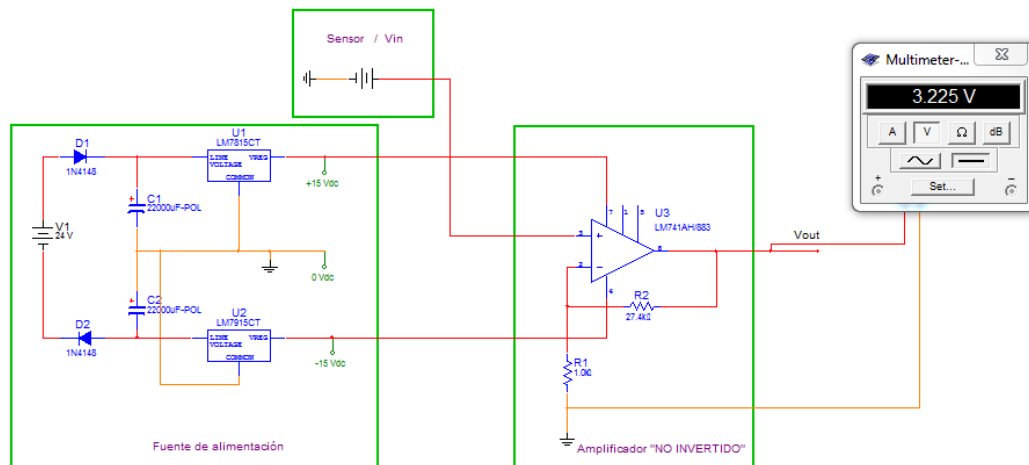 Sensor / Vin
Multimeter-...
3.225 V
A V Ω dB
Set...
+ -
D1
1N4148
U1
LM7815CT
LINE VOLTAGE VREG
COMMON
+15 Vdc
C1
22000uF-POL
V1
24 V
0 Vdc
C2
22000uF-POL
D2
1N4148
U2
LM7915CT
LINE VOLTAGE VREG
COMMON
-15 Vdc
Fuente de alimentación
7 1 5
U3
LM741AH/883
3 + 6
2 -
4
Vout
R2
27.4kΩ
R1
1.0kΩ
Amplificador "NO INVERTIDO"